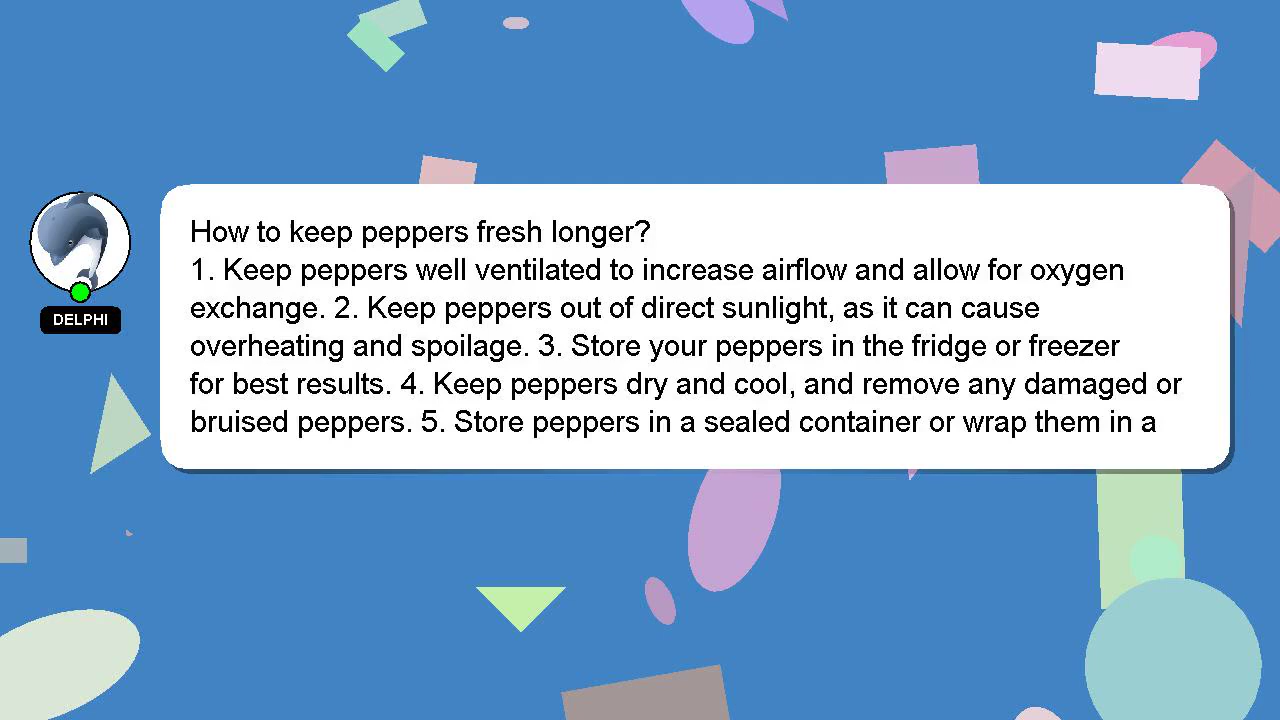 How to keep peppers fresh longer?
1. Keep peppers well ventilated to increase airflow and allow for oxygen
exchange. 2. Keep peppers out of direct sunlight, as it can cause
overheating and spoilage. 3. Store your peppers in the fridge or freezer
for best results. 4. Keep peppers dry and cool, and remove any damaged or
bruised peppers. 5. Store peppers in a sealed container or wrap them in a
DELPHI